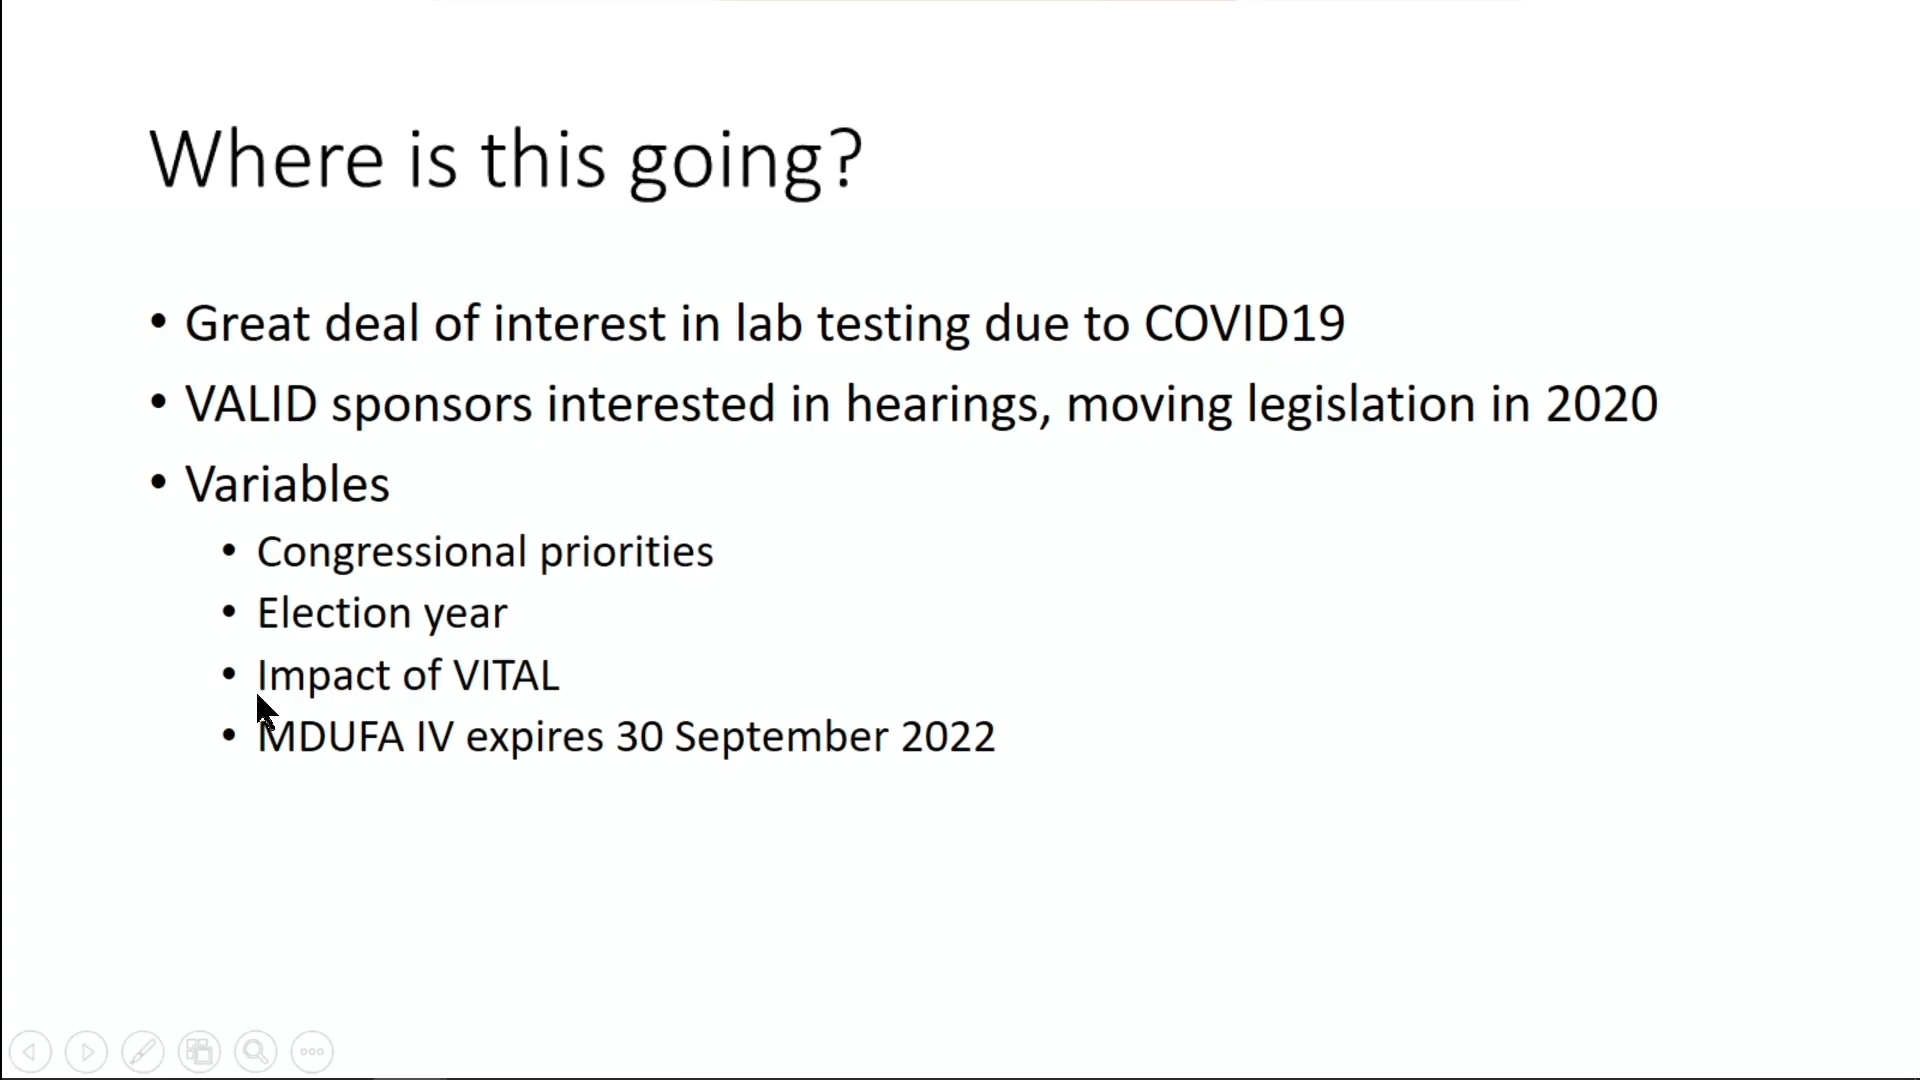 Where is this going?
• Great deal of interest in lab testing due to COVID19
• VALID sponsors interested in hearings, moving legislation in 2020
• Variables
• Congressional priorities
• Election year
• Impact of VITAL
• MDUFA IV expires 30 September 2022